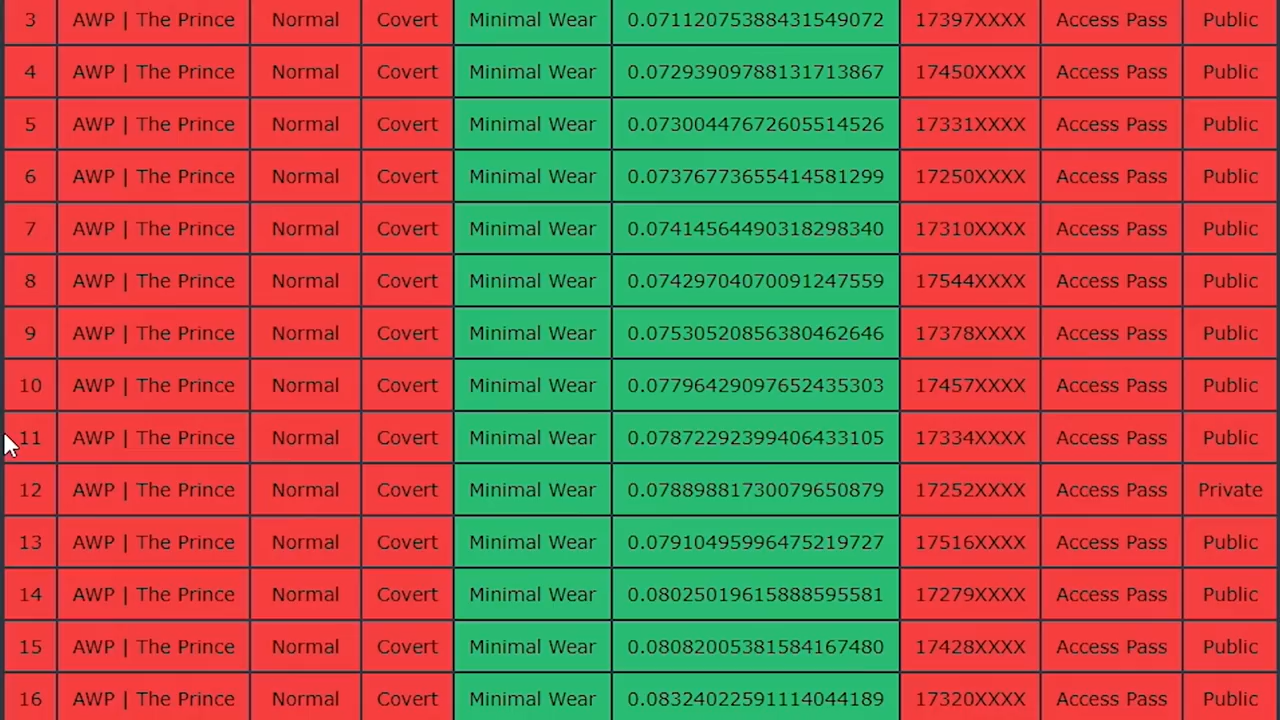 3 AWP | The Prince Normal Covert Minimal Wear 0.07112075388431549072 17397XXXX Access Pass Public
4 AWP | The Prince Normal Covert Minimal Wear 0.07293909788131713867 17450XXXX Access Pass Public
5 AWP | The Prince Normal Covert Minimal Wear 0.07300447672605514526 17331XXXX Access Pass Public
6 AWP | The Prince Normal Covert Minimal Wear 0.07376773655414581299 17250XXXX Access Pass Public
7 AWP | The Prince Normal Covert Minimal Wear 0.07414564490318298340 17310XXXX Access Pass Public
8 AWP | The Prince Normal Covert Minimal Wear 0.07429704070091247559 17544XXXX Access Pass Public
9 AWP | The Prince Normal Covert Minimal Wear 0.07530520856380462646 17378XXXX Access Pass Public
10 AWP | The Prince Normal Covert Minimal Wear 0.07796429097652435303 17457XXXX Access Pass Public
11 AWP | The Prince Normal Covert Minimal Wear 0.07872292399406433105 17334XXXX Access Pass Public
12 AWP | The Prince Normal Covert Minimal Wear 0.07889881730079650879 17252XXXX Access Pass Private
13 AWP | The Prince Normal Covert Minimal Wear 0.07910495996475219727 17516XXXX Access Pass Public
14 AWP | The Prince Normal Covert Minimal Wear 0.08025019615888595581 17279XXXX Access Pass Public
15 AWP | The Prince Normal Covert Minimal Wear 0.08082005381584167480 17428XXXX Access Pass Public
16 AWP | The Prince Normal Covert Minimal Wear 0.08324022591114044189 17320XXXX Access Pass Public